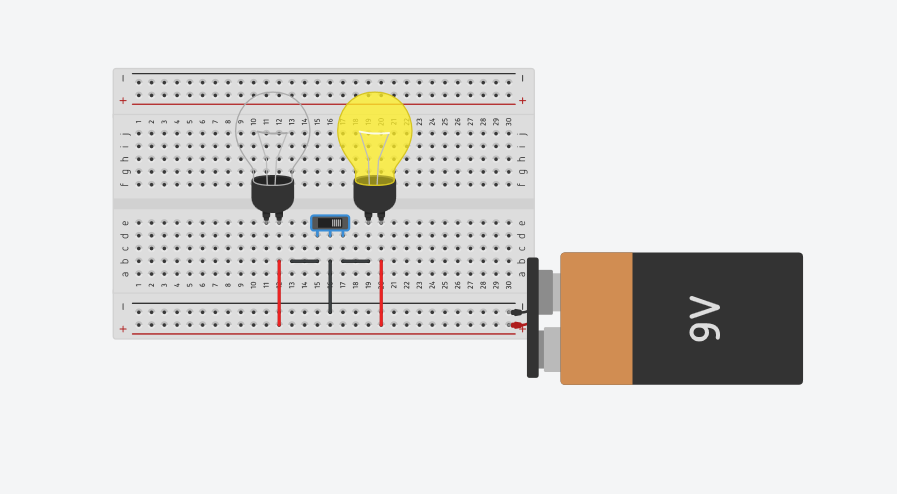 − −
+ +
1 2 3 4 5 6 7 8 9 10 11 12 13 14 15 16 17 18 19 20 21 22 23 24 25 26 27 28 29 30
j j
i i
h h
g g
f f
e e
d d
c c
b b
a a
1 2 3 4 5 6 7 8 9 10 11 12 13 14 15 16 17 18 19 20 21 22 23 24 25 26 27 28 29 30
− −
+ +
9V